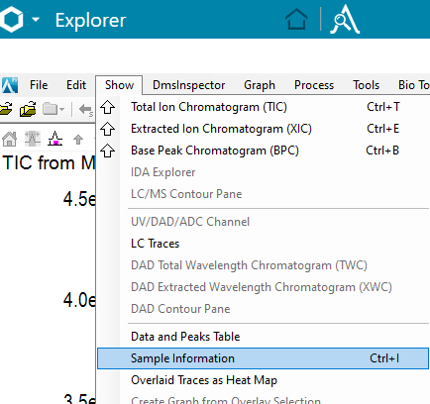 Explorer
File Edit Show DmsInspector Graph Process Tools Bio To
Total Ion Chromatogram (TIC) Ctrl+T
Extracted Ion Chromatogram (XIC) Ctrl+E
Base Peak Chromatogram (BPC) Ctrl+B
IDA Explorer
TIC from M
LC/MS Contour Pane
4.5e
UV/DAD/ADC Channel
LC Traces
DAD Total Wavelength Chromatogram (TWC)
DAD Extracted Wavelength Chromatogram (XWC)
4.0e
DAD Contour Pane
Data and Peaks Table
Sample Information Ctrl+I
Overlaid Traces as Heat Map
3.5e
Create Graph from Overlay Selection